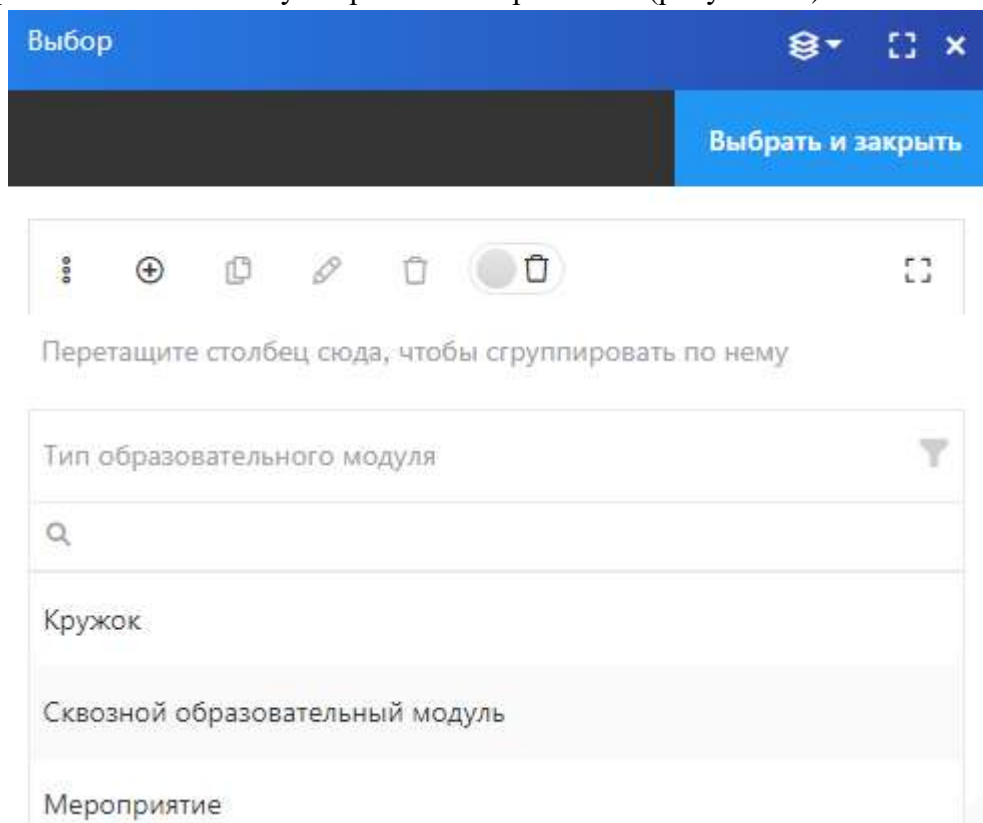 Выбор
Выбрать и закрыть
Перетащите столбец сюда, чтобы сгруппировать по нему
Тип образовательного модуля
Кружок
Сквозной образовательный модуль
Мероприятие